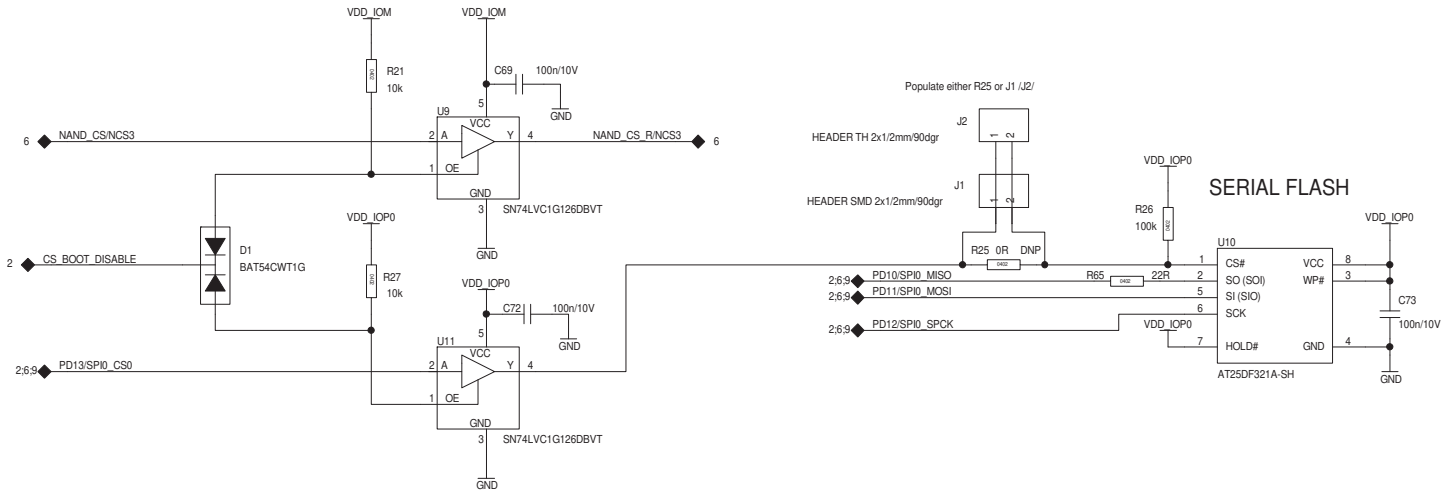 VDD_IOM
VDD_IOM
R21
10k
0402
C69
100n/10V
GND
U9
5
VCC
NAND_CS/NCS3
6
2
A
Y
4
NAND_CS_R/NCS3
6
1
OE
GND
3
SN74LVC1G126DBVT
GND
VDD_IOP0
D1
BAT54CWT1G
2
CS_BOOT_DISABLE
R27
10k
0402
VDD_IOP0
C72
100n/10V
GND
U11
5
VCC
2;6;9
PD13/SPI0_CS0
2
A
Y
4
1
OE
GND
3
SN74LVC1G126DBVT
GND
Populate either R25 or J1 /J2/
J2
1
2
HEADER TH 2x1/2mm/90dgr
J1
1
2
HEADER SMD 2x1/2mm/90dgr
R25
0R
DNP
0402
VDD_IOP0
R26
100k
0402
SERIAL FLASH
VDD_IOP0
U10
1
CS#
VCC
8
2;6;9
PD10/SPI0_MISO
R65
22R
0402
2
SO (SOI)
WP#
3
2;6;9
PD11/SPI0_MOSI
5
SI (SIO)
6
SCK
C73
100n/10V
2;6;9
PD12/SPI0_SPCK
VDD_IOP0
7
HOLD#
GND
4
AT25DF321A-SH
GND